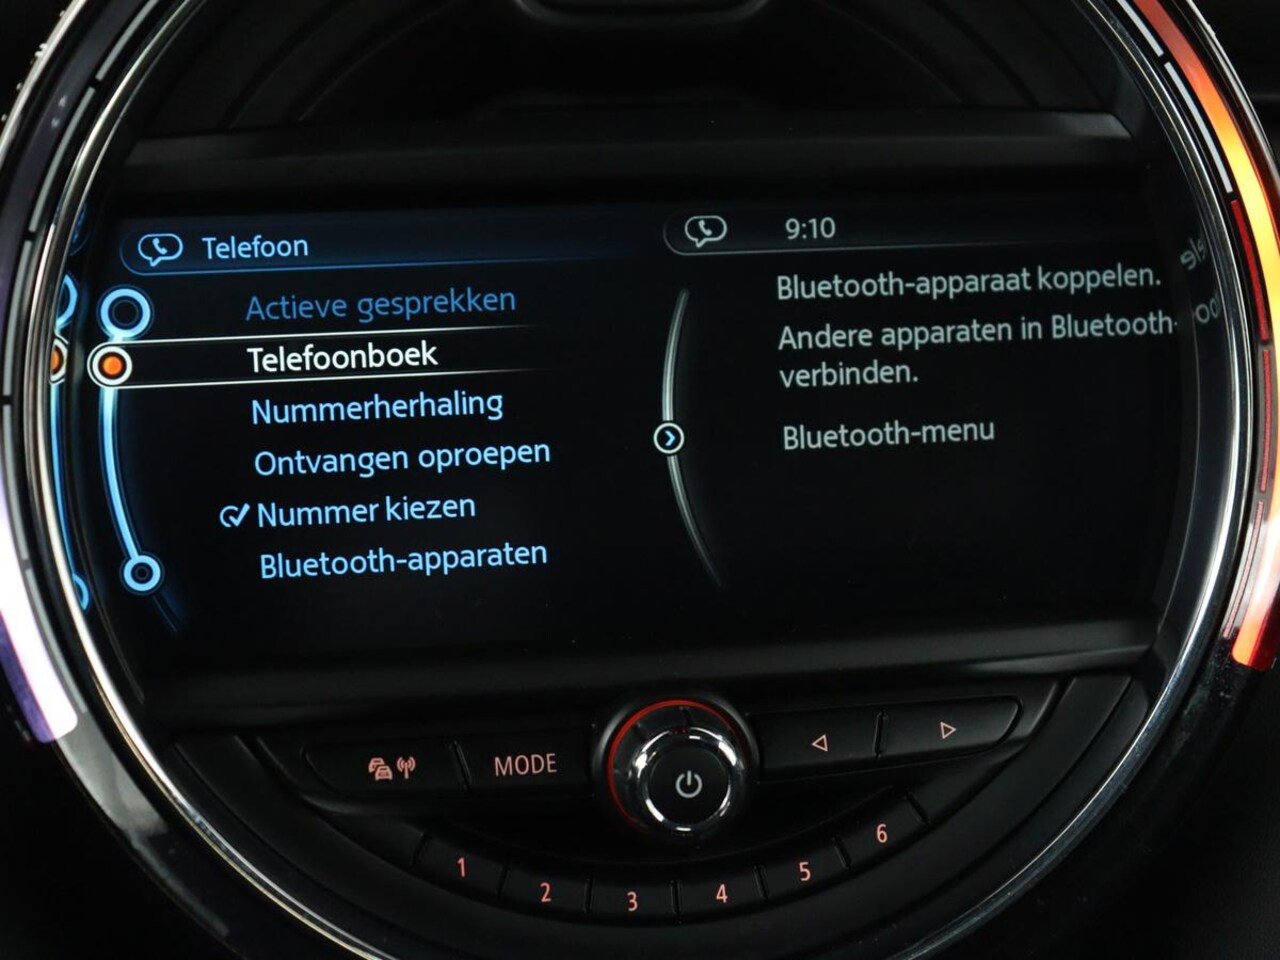 Telefoon
Actieve gesprekken
Telefoonboek
Nummerherhaling
Ontvangen oproepen
Nummer kiezen
Bluetooth-apparaten
9:10
Bluetooth-apparaat koppelen.
Andere apparaten in Bluetooth-
verbinden.
Bluetooth-menu
MODE
1
2
3
4
5
6